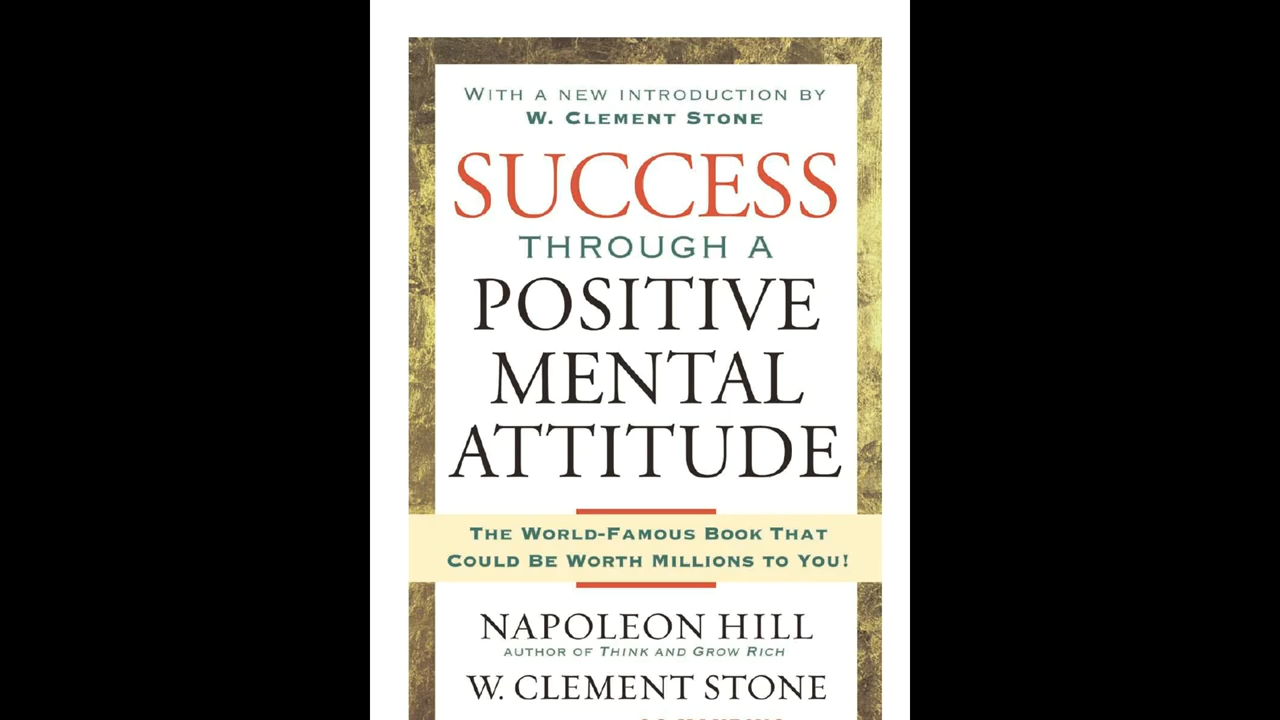 WITH A NEW INTRODUCTION BY
W. CLEMENT STONE
SUCCESS
THROUGH A
POSITIVE
MENTAL
ATTITUDE
THE WORLD-FAMOUS BOOK THAT
COULD BE WORTH MILLIONS TO YOU!
NAPOLEON HILL
AUTHOR OF THINK AND GROW RICH
W. CLEMENT STONE